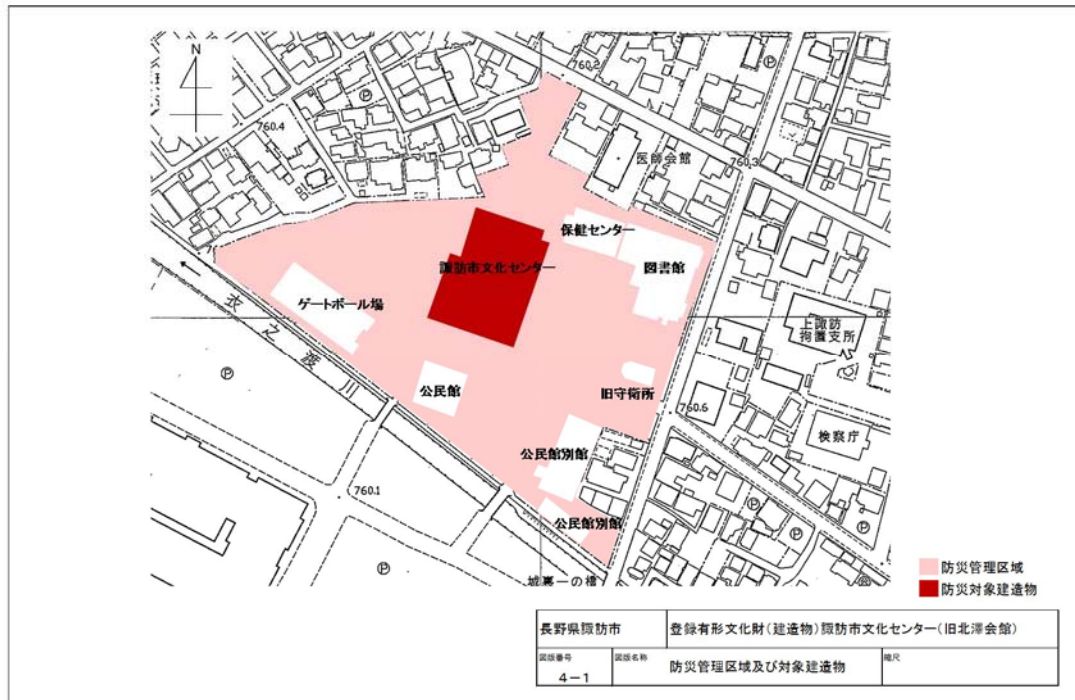 N
760.2
Ⓟ
Ⓟ
760.4
医師会館
760.3
保健センター
諏訪市文化センター
図書館
ゲートボール場
上諏訪
拘置支所
衣之渡川
Ⓟ
公民館
旧守衛所
760.6
検察庁
公民館別館
760.1
Ⓟ
Ⓟ
公民館別館
Ⓟ
Ⓟ
城裏一の橋
防災管理区域
防災対象建造物
長野県諏訪市
登録有形文化財(建造物)諏訪市文化センター(旧北澤会館)
図版番号
4－1
図版名称
防災管理区域及び対象建造物
縮尺